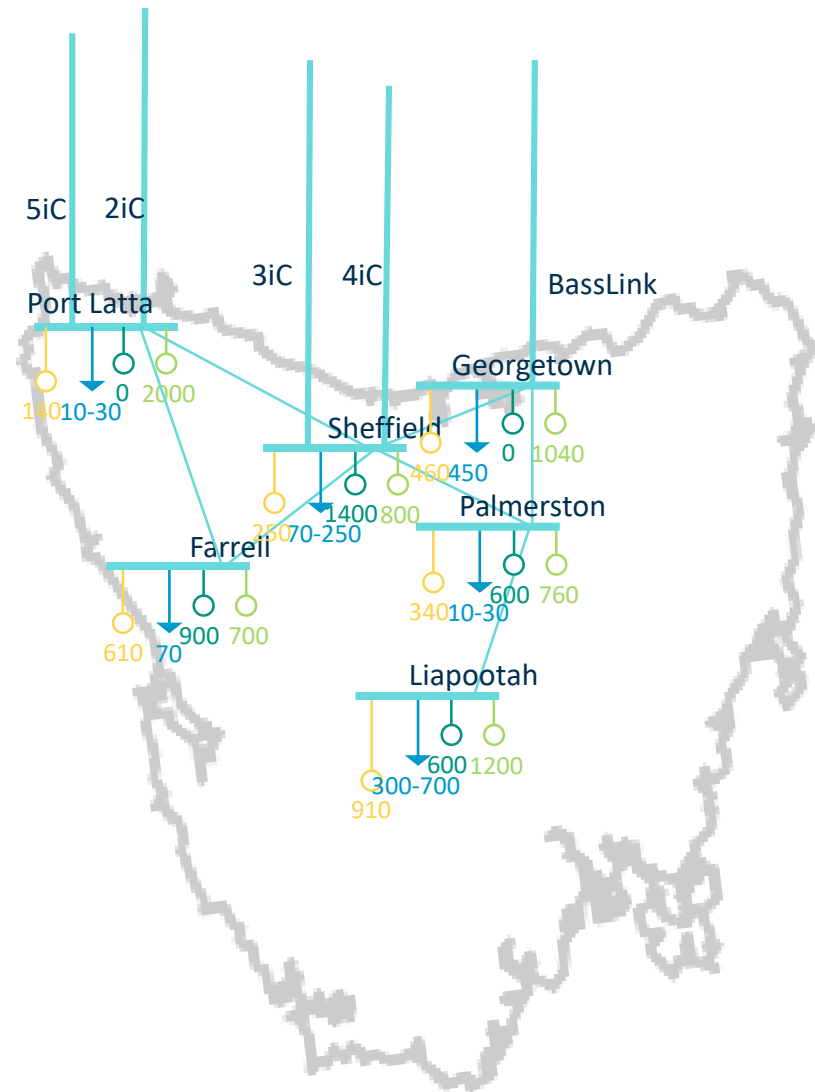 5iC
2iC
3iC
4iC
BassLink
Port Latta
140
10-30
0
2000
Georgetown
460
450
0
1040
Sheffield
250
70-250
1400
800
Palmerston
340
10-30
600
760
Farrell
610
70
900
700
Liapootah
910
300-700
600
1200